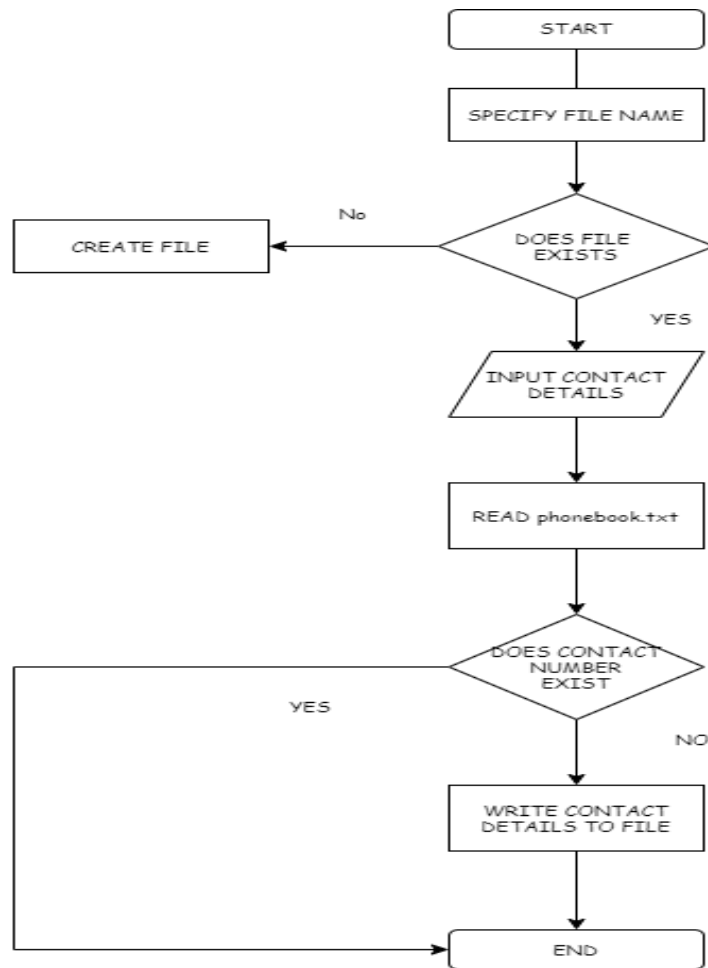 START
SPECIFY FILE NAME
No
CREATE FILE
DOES FILE
EXISTS
YES
INPUT CONTACT
DETAILS
READ phonebook.txt
DOES CONTACT
NUMBER
EXIST
YES
NO
WRITE CONTACT
DETAILS TO FILE
END